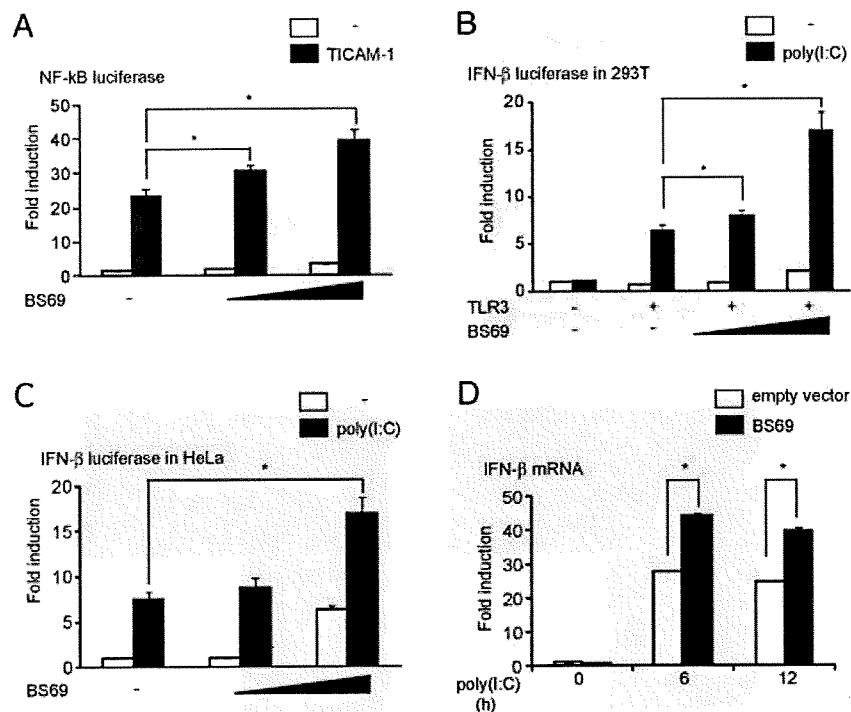 A
-
TICAM-1
NF-kB luciferase
50
40
30
20
10
0
Fold induction
*
*
BS69
-
B
-
poly(I:C)
IFN-β luciferase in 293T
20
15
10
5
0
Fold induction
*
*
TLR3 - + + +
BS69 - -
C
-
poly(I:C)
IFN-β luciferase in HeLa
20
15
10
5
0
Fold induction
*
BS69
-
D
empty vector
BS69
IFN-β mRNA
50
40
30
20
10
0
Fold induction
*
*
poly(I:C) 0 6 12
(h)